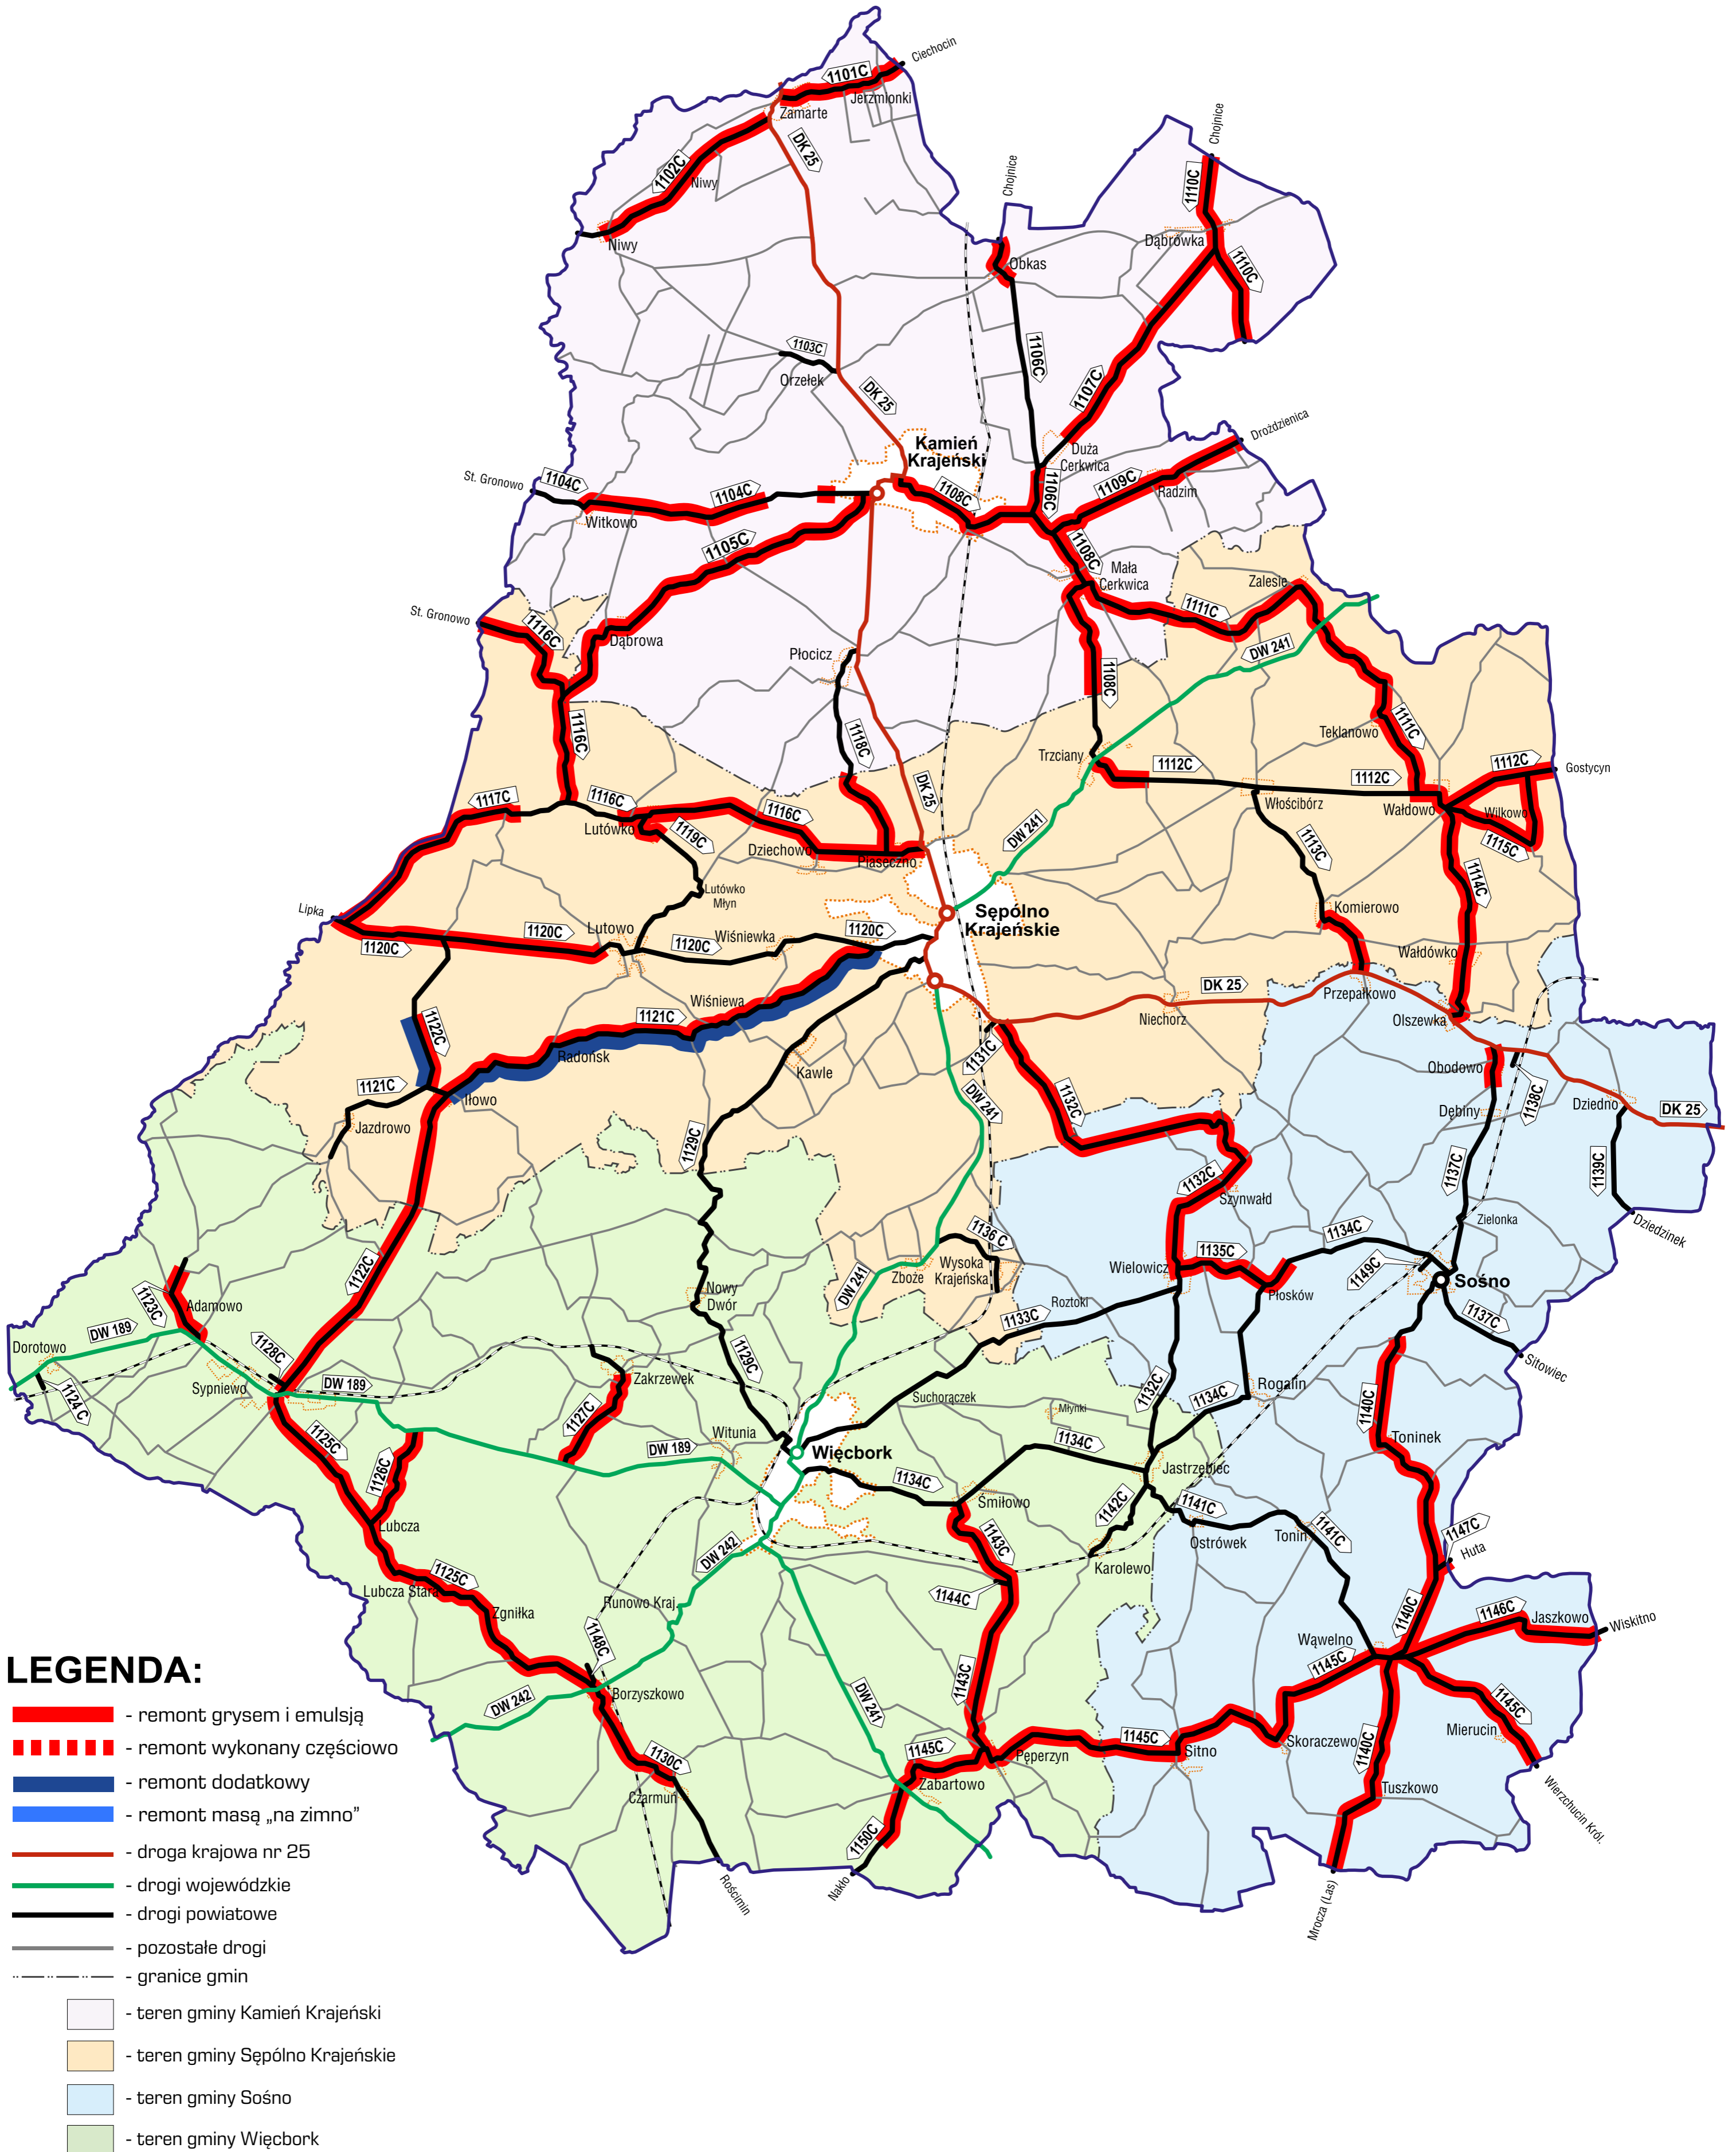 Ciechocin
1101C
Jerzmionki
Zamarte
DK 25
1102C
Niwy
Niwy
Chojnice
Chojnice
1110C
Dąbrówka
1110C
Obkas
1103C
Orzełek
1106C
DK 25
1107C
Kamień
Krajeński
Duża
Cerkwica
Drożdzienica
St. Gronowo
1104C
1104C
1108C
1106C
1109C
Radzim
Witkowo
1105C
1108C
Mała
Cerkwica
Zalesie
1111C
St. Gronowo
1116C
Dąbrowa
Płocicz
DW 241
1108C
1116C
1118C
Teklanowo
1111C
Trzciany
1112C
1112C
1112C
Gostycyn
DK 25
1117C
1116C
1116C
Lutówko
1119C
Włościbórz
Wałdowo
Wilkowo
DW 241
Dziechowo
Piaseczno
1113C
1115C
1114C
Lutówko
Młyn
Lipka
Komierowo
Sępólno
Krajeńskie
1120C
1120C
Lutowo
1120C
Wiśniewka
1120C
Wałdówko
DK 25
Przepałkowo
Wiśniewa
1121C
Niechorz
Olszewka
1122C
Radońsk
Kawle
1131C
Obodowo
1121C
Iłowo
DW 241
1132C
1138C
Dziedno
DK 25
Jazdrowo
Dębiny
1129C
1137C
1139C
1132C
Szynwałd
Zielonka
Dziedzinek
1136 C
1134C
Wysoka
Krajeńska
Zboże
Wielowicz
1135C
1149C
Sośno
1122C
DW 241
Nowy
Dwór
Roztoki
Płosków
1123C
Adamowo
1133C
1137C
DW 189
Dorotowo
1128C
1129C
Sitowiec
Sypniewo
DW 189
Zakrzewek
1124 C
Suchorączek
1132C
1134C
Rogalin
1127C
Młynki
1140C
1125C
Witunia
DW 189
1134C
Toninek
Więcbork
1126C
1134C
Jastrzębiec
Śmiłowo
1142C
1141C
Lubcza
1143C
Ostrówek
Tonin
1141C
1147C
Huta
DW 242
Karolewo
1125C
Lubcza Stara
1144C
Zgniłka
Runowo Kraj.
1140C
1146C
Jaszkowo
Wiskitno
1148C
Wąwelno
1145C
LEGENDA:
- remont grysem i emulsją
- remont wykonany częściowo
- remont dodatkowy
- remont masą „na zimno”
- droga krajowa nr 25
- drogi wojewódzkie
- drogi powiatowe
- pozostałe drogi
- granice gmin
- teren gminy Kamień Krajeński
- teren gminy Sępólno Krajeńskie
- teren gminy Sośno
- teren gminy Więcbork
DW 242
Borzyszkowo
DW 241
1143C
1145C
Mierucin
1130C
1145C
Pęperzyn
1145C
Sitno
Skoraczewo
Czarmuń
Zabartowo
1140C
Tuszkowo
Wierzchucin Król.
1150C
Nakło
Rościmin
Mrocza (Las)